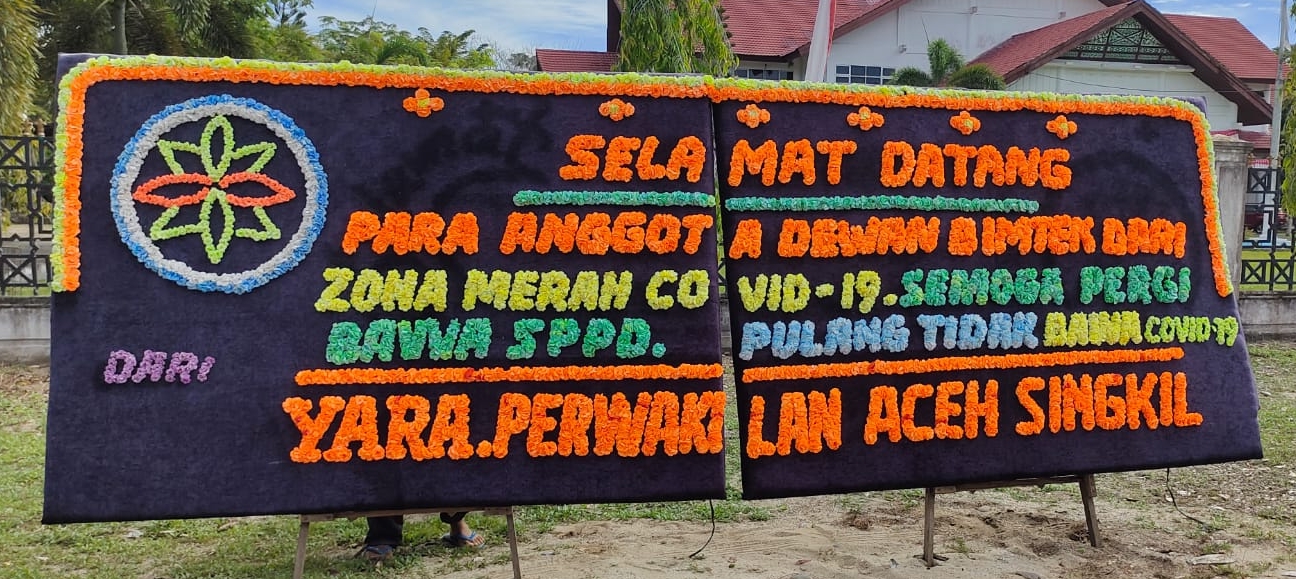 SELAMAT DATANG
PARA ANGGOTA DEWAN BIMTEK DARI
ZONA MERAH COVID-19. SEMOGA PERGI
BAWA SPPD. PULANG TIDAK BAWA COVID-19
DARI
YARA. PERWAKILAN ACEH SINGKIL